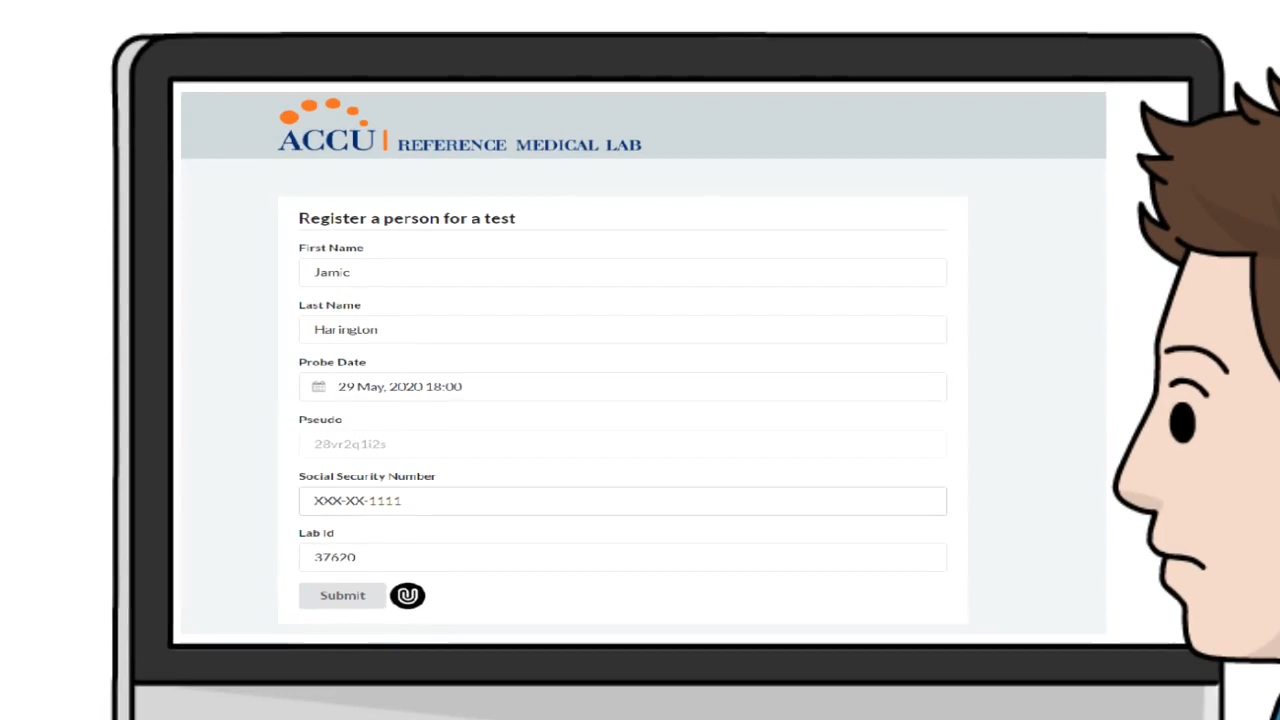 ACCU | REFERENCE MEDICAL LAB
Register a person for a test
First Name
Jamic
Last Name
Harington
Probe Date
29 May, 2020 18:00
Pseudo
28vr2q1i2s
Social Security Number
XXX-XX-1111
Lab Id
37620
Submit